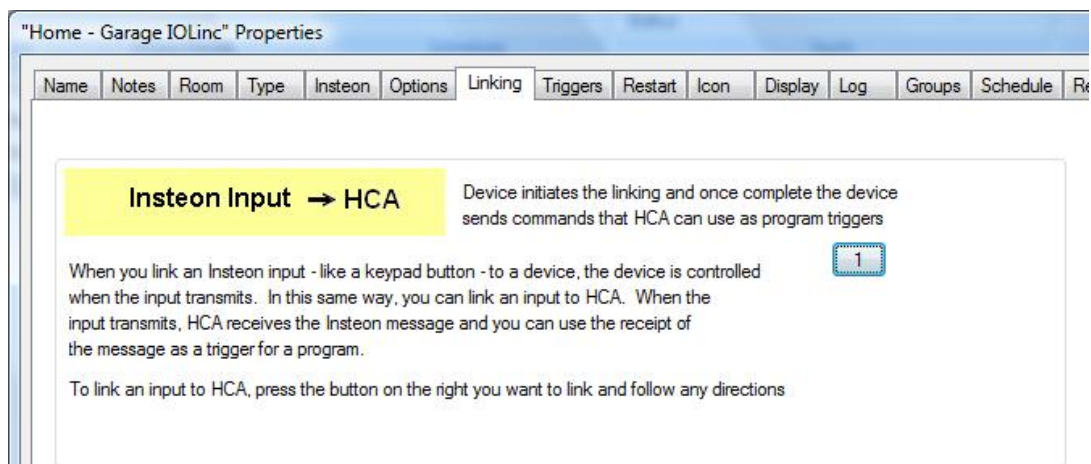 "Home - Garage IOLinc" Properties
Name Notes Room Type Insteon Options Linking Triggers Restart Icon Display Log Groups Schedule
Insteon Input → HCA
Device initiates the linking and once complete the device
sends commands that HCA can use as program triggers
1
When you link an Insteon input - like a keypad button - to a device, the device is controlled
when the input transmits. In this same way, you can link an input to HCA. When the
input transmits, HCA receives the Insteon message and you can use the receipt of
the message as a trigger for a program.
To link an input to HCA, press the button on the right you want to link and follow any directions